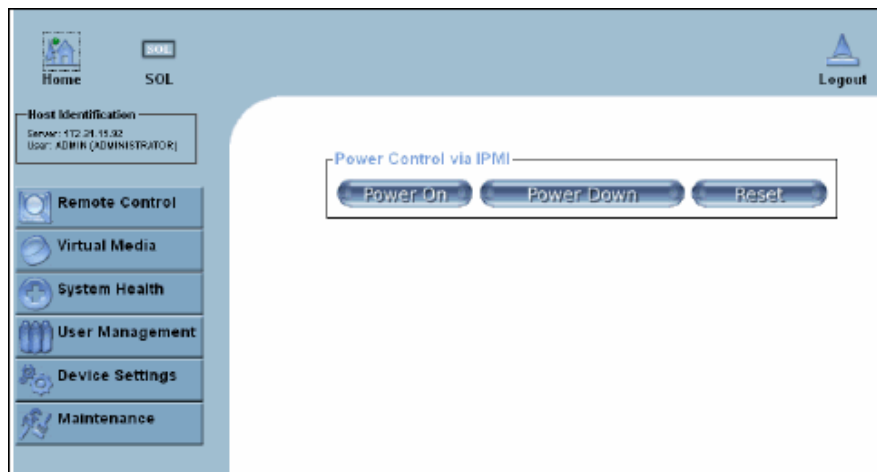 Home
SOL
SOL
Logout
Host Identification
Server: 172.31.15.92
User: ADMIN (ADMINISTRATOR)
Power Control via IPMI
Power On
Power Down
Reset
Remote Control
Virtual Media
System Health
User Management
Device Settings
Maintenance